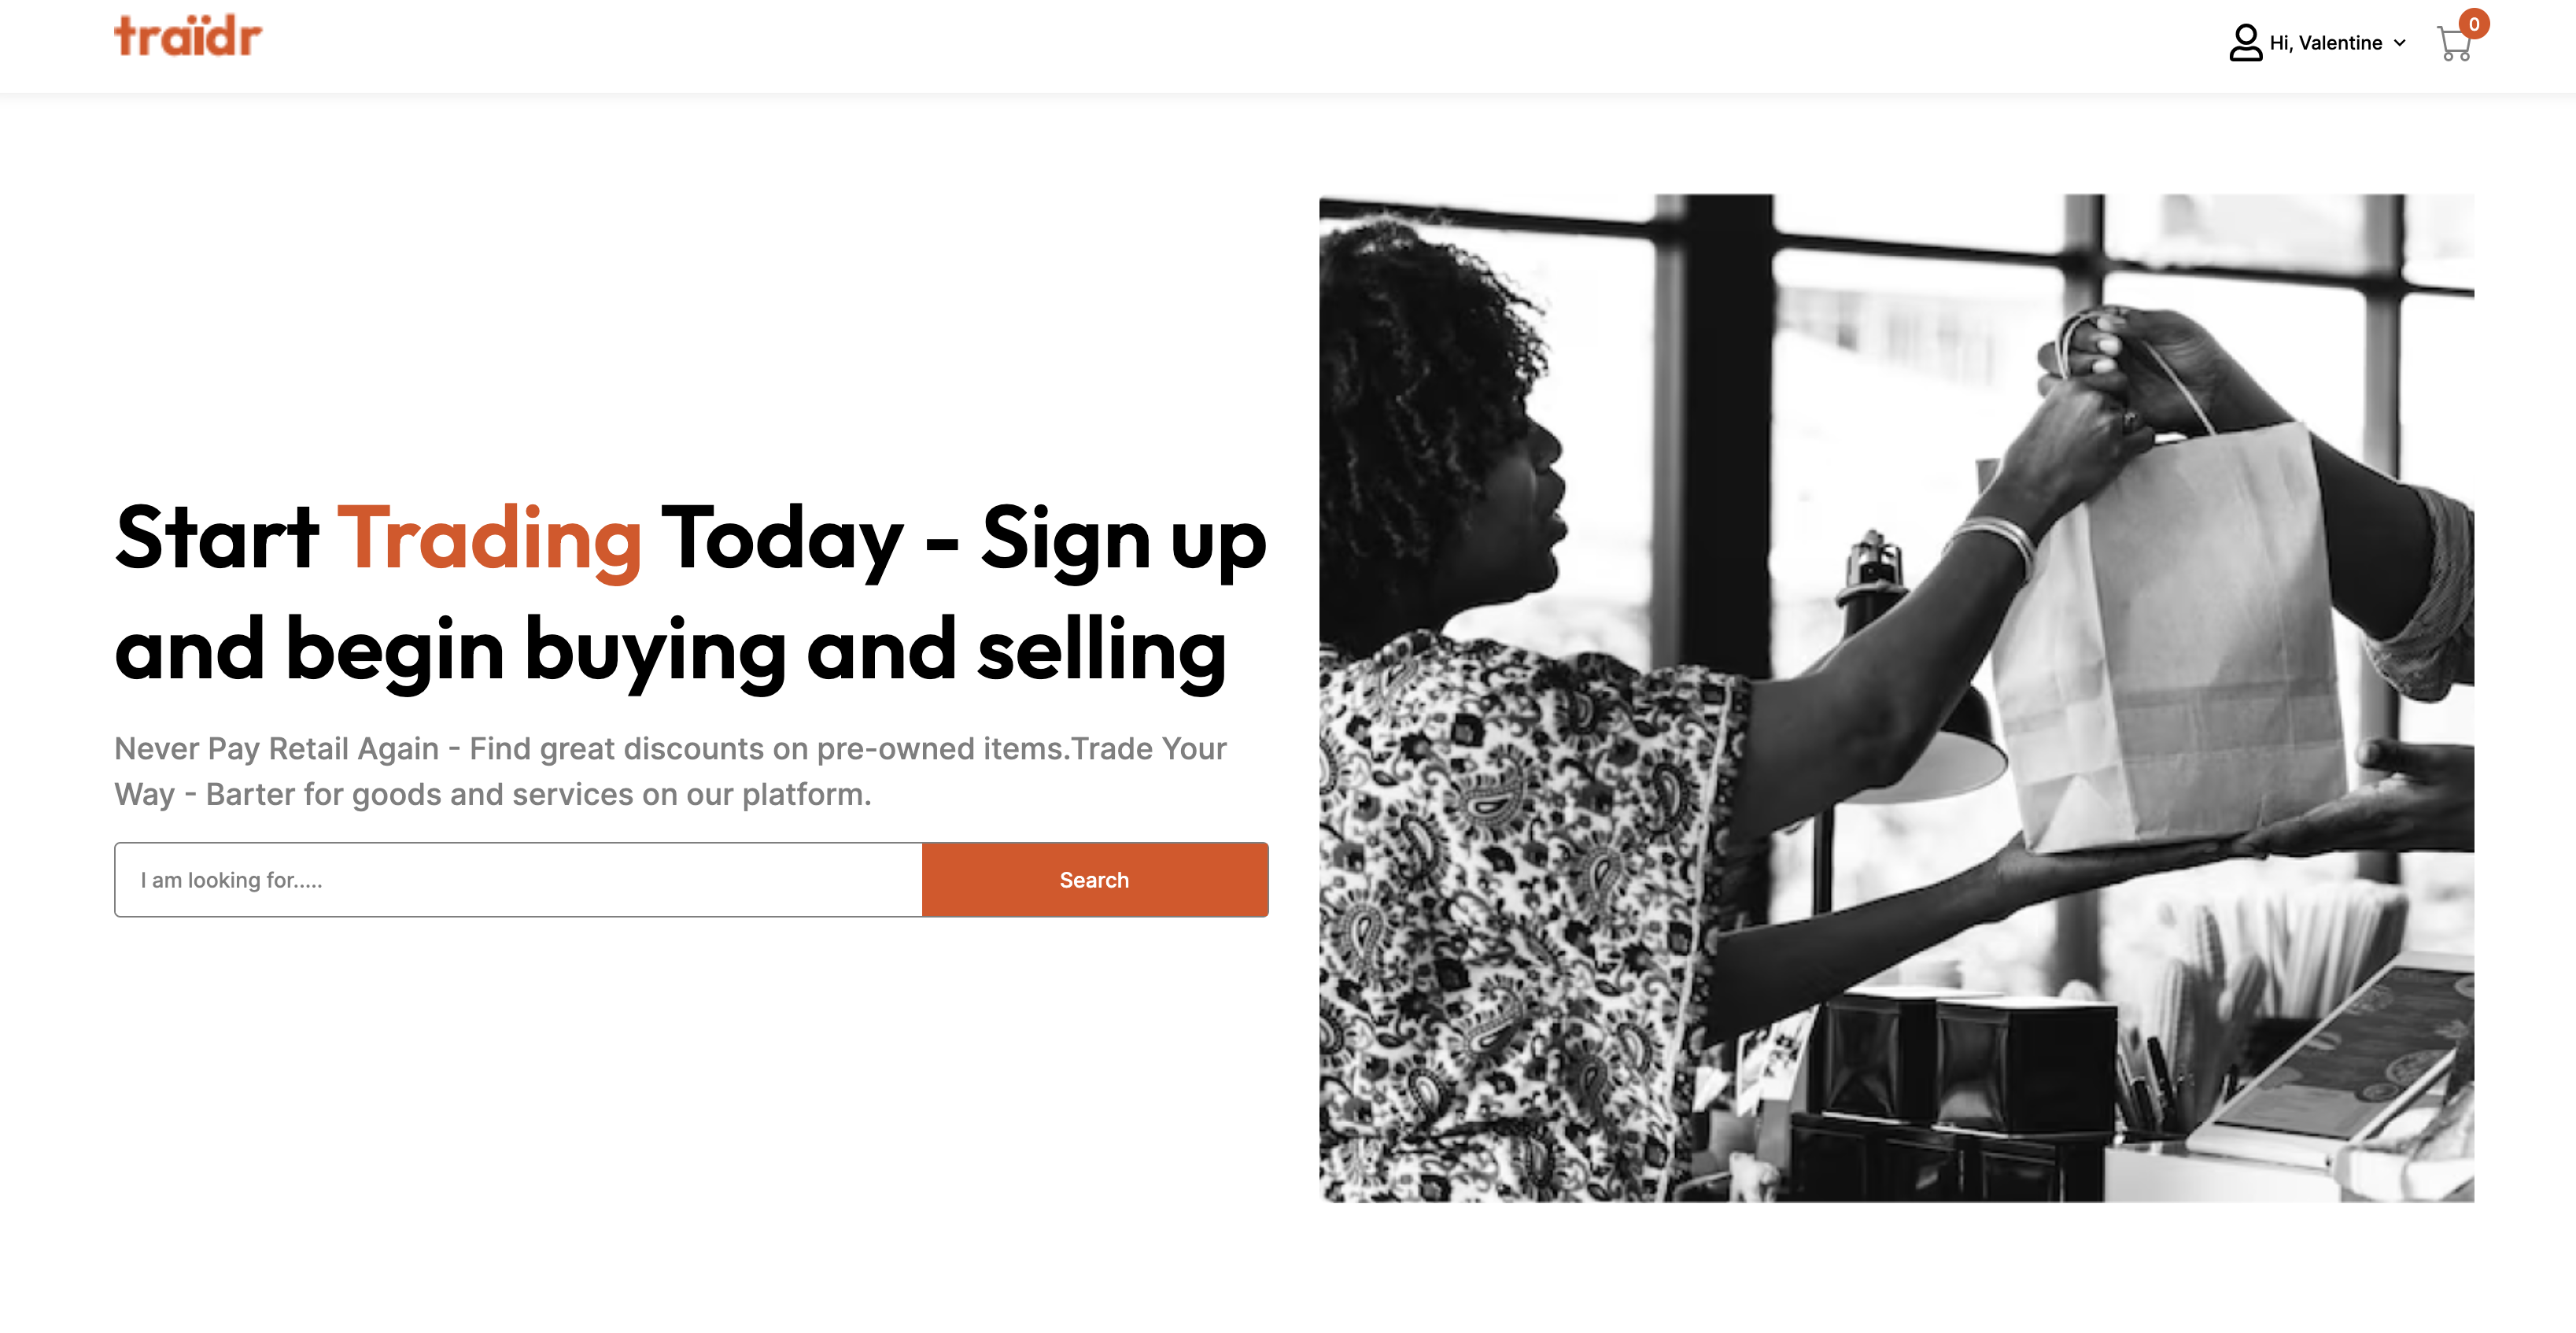 traïdr
Hi, Valentine
0
Start Trading Today - Sign up
and begin buying and selling
Never Pay Retail Again - Find great discounts on pre-owned items.Trade Your
Way - Barter for goods and services on our platform.
I am looking for.....
Search